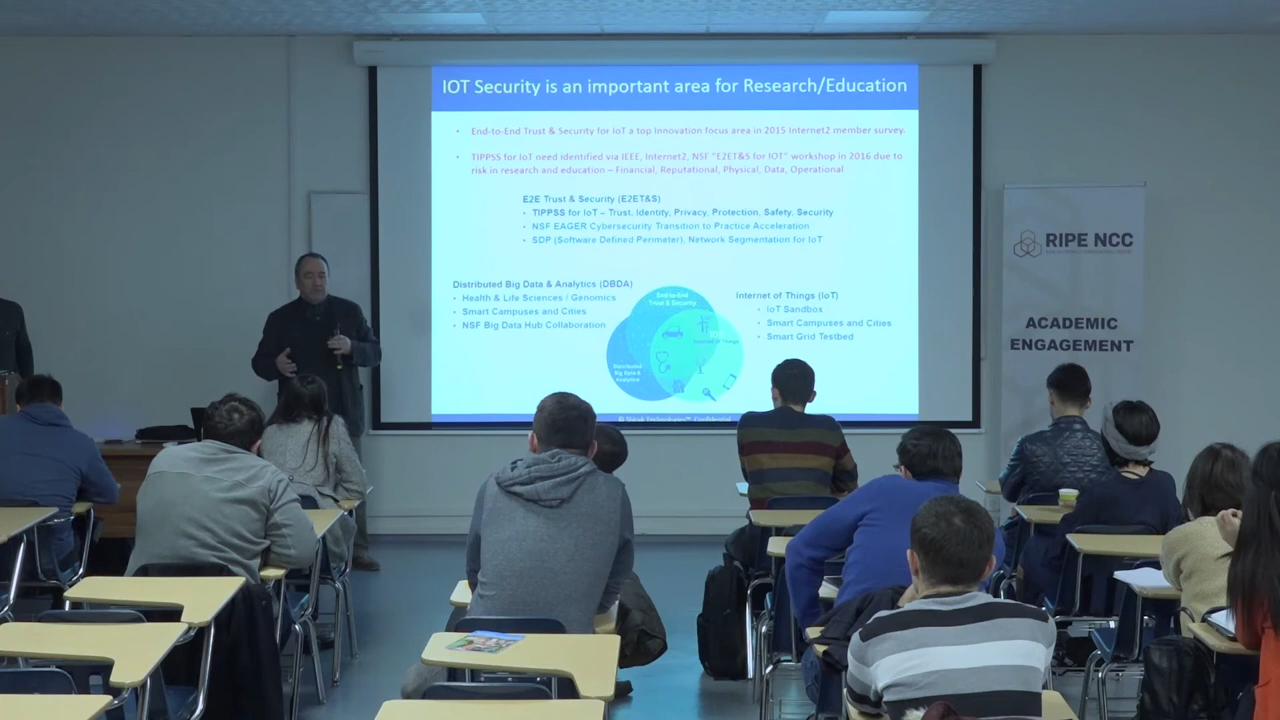 IOT Security is an important area for Research/Education
• End-to-End Trust & Security for IoT a top Innovation focus area in 2015 Internet2 member survey.
• TIPPSS for IoT need identified via IEEE, Internet2, NSF "E2ET&S for IOT" workshop in 2016 due to
risk in research and education – Financial, Reputational, Physical, Data, Operational
E2E Trust & Security (E2ET&S)
• TIPPSS for IoT – Trust, Identity, Privacy, Protection, Safety, Security
• NSF EAGER Cybersecurity Transition to Practice Acceleration
• SDP (Software Defined Perimeter), Network Segmentation for IoT
Distributed Big Data & Analytics (DBDA)
• Health & Life Sciences / Genomics
• Smart Campuses and Cities
• NSF Big Data Hub Collaboration
End-to-End
Trust & Security
of Things
Distributed
Big Data &
Analytics
Internet of Things (IoT)
• IoT Sandbox
• Smart Campuses and Cities
• Smart Grid Testbed
Confidential
RIPE NCC
ACADEMIC
ENGAGEMENT